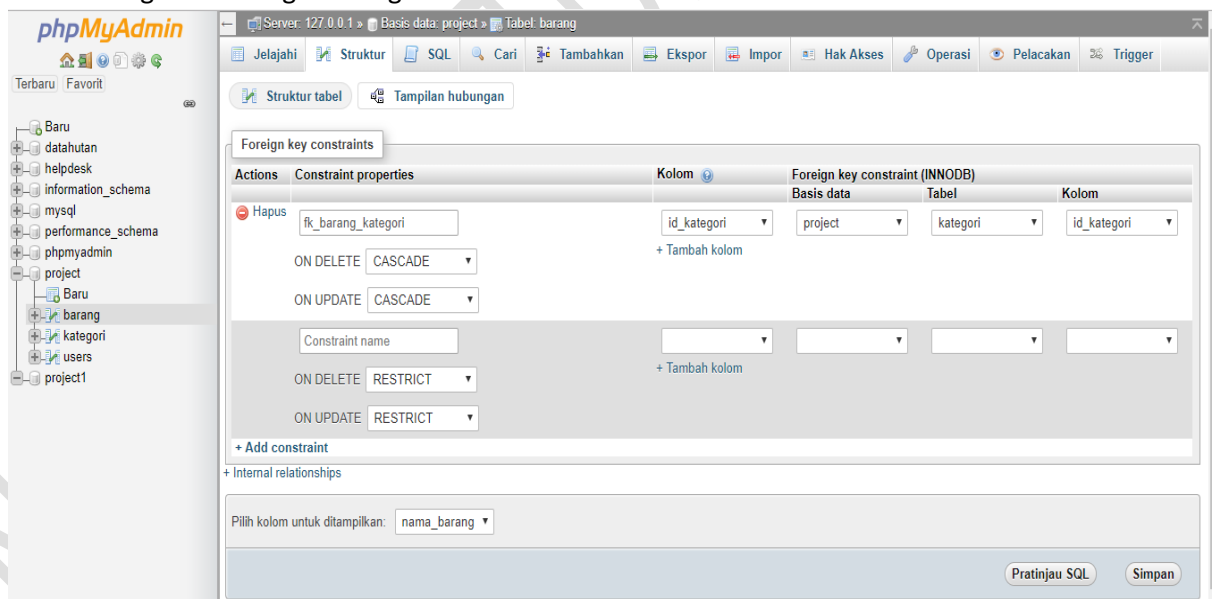 phpMyAdmin
Terbaru Favorit
Baru
datahutan
helpdesk
information_schema
mysql
performance_schema
phpmyadmin
project
Baru
barang
kategori
users
project1
Server: 127.0.0.1 » Basis data: project » Tabel: barang
Jelajahi Struktur SQL Cari Tambahkan Ekspor Impor Hak Akses Operasi Pelacakan Trigger
Struktur tabel Tampilan hubungan
Foreign key constraints
Actions Constraint properties Kolom Foreign key constraint (INNODB)
Basis data Tabel Kolom
Hapus fk_barang_kategori id_kategori project kategori id_kategori
+ Tambah kolom
ON DELETE CASCADE
ON UPDATE CASCADE
Constraint name
+ Tambah kolom
ON DELETE RESTRICT
ON UPDATE RESTRICT
+ Add constraint
+ Internal relationships
Pilih kolom untuk ditampilkan: nama_barang
Pratinjau SQL Simpan